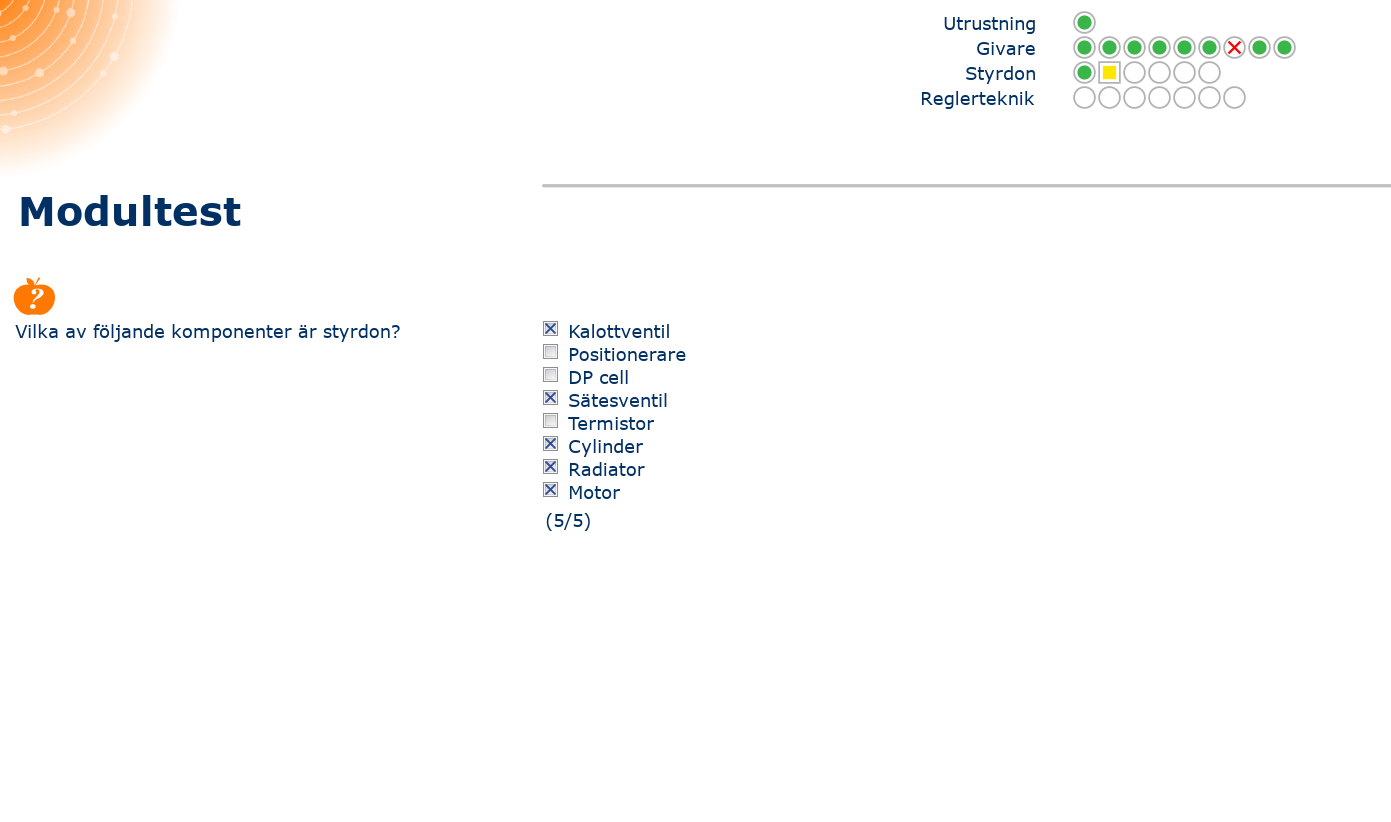 Utrustning
Givare
Styrdon
Reglerteknik
Modultest
?
Vilka av följande komponenter är styrdon?
Kalottventil
Positionerare
DP cell
Sätesventil
Termistor
Cylinder
Radiator
Motor
(5/5)